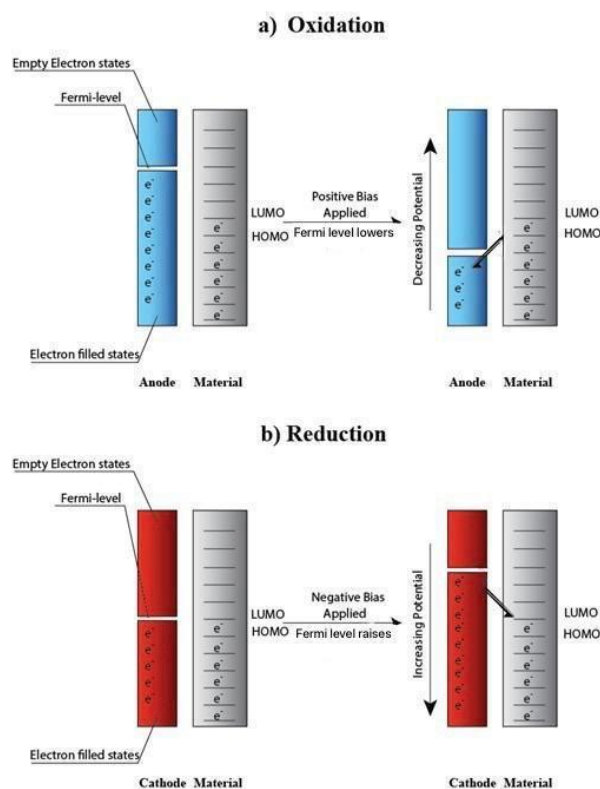 a) Oxidation
Empty Electron states
Fermi-level
e-
e-
e-
e-
e-
e-
e-
e-
LUMO
HOMO
e-
e-
e-
e-
e-
e-
Positive Bias
Applied
Fermi level lowers
Decreasing Potential
e-
e-
e-
LUMO
HOMO
e-
e-
e-
e-
e-
e-
Electron filled states
Anode Material
Anode Material
b) Reduction
Empty Electron states
Fermi-level
e-
e-
e-
e-
e-
LUMO
HOMO
e-
e-
e-
e-
e-
e-
Negative Bias
Applied
Fermi level raises
Increasing Potential
e-
e-
e-
e-
e-
e-
e-
e-
e-
LUMO
HOMO
e-
e-
e-
e-
e-
e-
Electron filled states
Cathode Material
Cathode Material